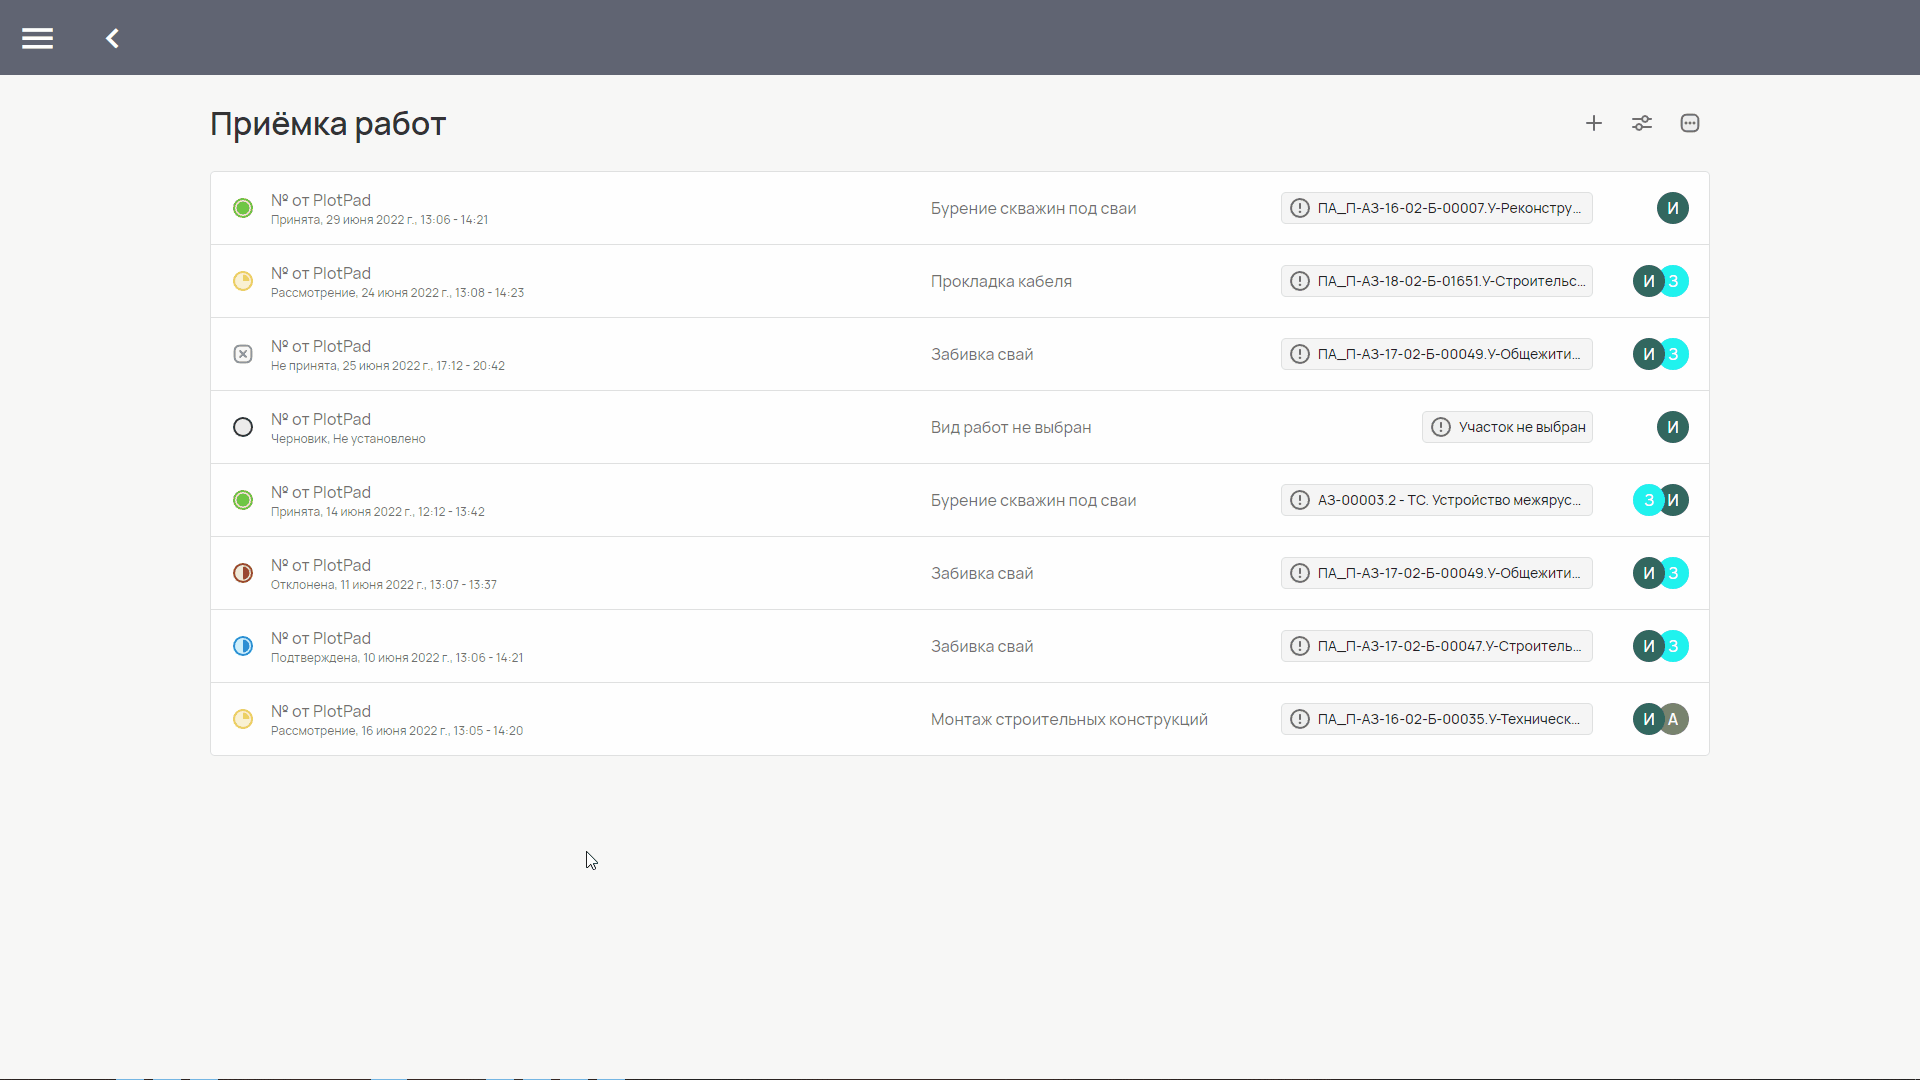 Приёмка работ
№ от PlotPad
Принята, 29 июня 2022 г., 13:06 - 14:21
Бурение скважин под сваи
ПА_П-АЗ-16-02-Б-00007.У-Реконстру...
И
№ от PlotPad
Рассмотрение, 24 июня 2022 г., 13:08 - 14:23
Прокладка кабеля
ПА_П-АЗ-18-02-Б-01651.У-Строительс...
И З
№ от PlotPad
Не принята, 25 июня 2022 г., 17:12 - 20:42
Забивка свай
ПА_П-АЗ-17-02-Б-00049.У-Общежити...
И З
№ от PlotPad
Черновик, Не установлено
Вид работ не выбран
Участок не выбран
И
№ от PlotPad
Принята, 14 июня 2022 г., 12:12 - 13:42
Бурение скважин под сваи
АЗ-00003.2 - ТС. Устройство межярус...
З И
№ от PlotPad
Отклонена, 11 июня 2022 г., 13:07 - 13:37
Забивка свай
ПА_П-АЗ-17-02-Б-00049.У-Общежити...
И З
№ от PlotPad
Подтверждена, 10 июня 2022 г., 13:06 - 14:21
Забивка свай
ПА_П-АЗ-17-02-Б-00047.У-Строитель...
И З
№ от PlotPad
Рассмотрение, 16 июня 2022 г., 13:05 - 14:20
Монтаж строительных конструкций
ПА_П-АЗ-16-02-Б-00035.У-Техническ...
И А